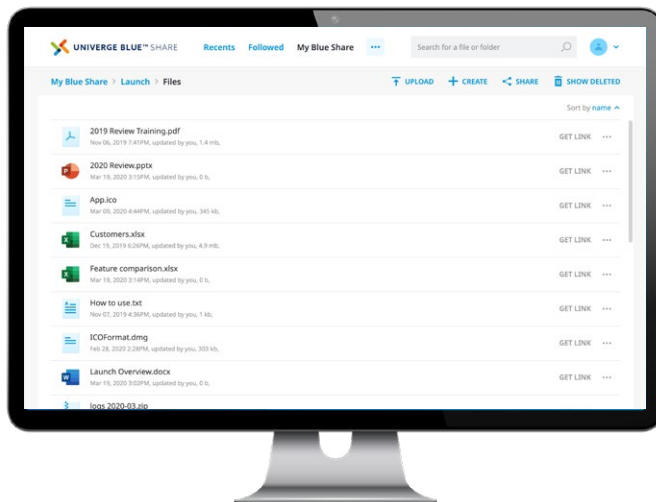 UNIVERGE BLUE™ SHARE
Recents Followed My Blue Share ...
Search for a file or folder
My Blue Share > Launch > Files
UPLOAD CREATE SHARE SHOW DELETED
Sort by name
2019 Review Training.pdf
Nov 06, 2019 7:41PM, updated by you, 1.4 mb,
GET LINK ...
2020 Review.pptx
Mar 19, 2020 3:15PM, updated by you, 0 b,
GET LINK ...
App.ico
Mar 09, 2020 4:44PM, updated by you, 345 kb,
GET LINK ...
Customers.xlsx
Dec 19, 2019 6:26PM, updated by you, 4.9 mb,
GET LINK ...
Feature comparison.xlsx
Mar 19, 2020 3:14PM, updated by you, 0 b,
GET LINK ...
How to use.txt
Nov 07, 2019 4:36PM, updated by you, 1 kb,
GET LINK ...
ICOFormat.dmg
Feb 28, 2020 2:28PM, updated by you, 303 kb,
GET LINK ...
Launch Overview.docx
Mar 19, 2020 3:02PM, updated by you, 0 b,
GET LINK ...
logs 2020-03.zip